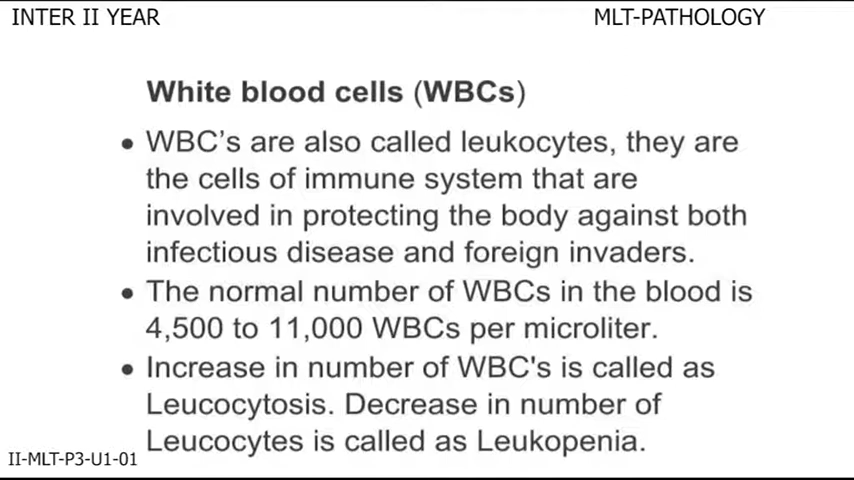 INTER II YEAR
MLT-PATHOLOGY
White blood cells (WBCs)
• WBC's are also called leukocytes, they are
the cells of immune system that are
involved in protecting the body against both
infectious disease and foreign invaders.
• The normal number of WBCs in the blood is
4,500 to 11,000 WBCs per microliter.
• Increase in number of WBC's is called as
Leucocytosis. Decrease in number of
Leucocytes is called as Leukopenia.
II-MLT-P3-U1-01